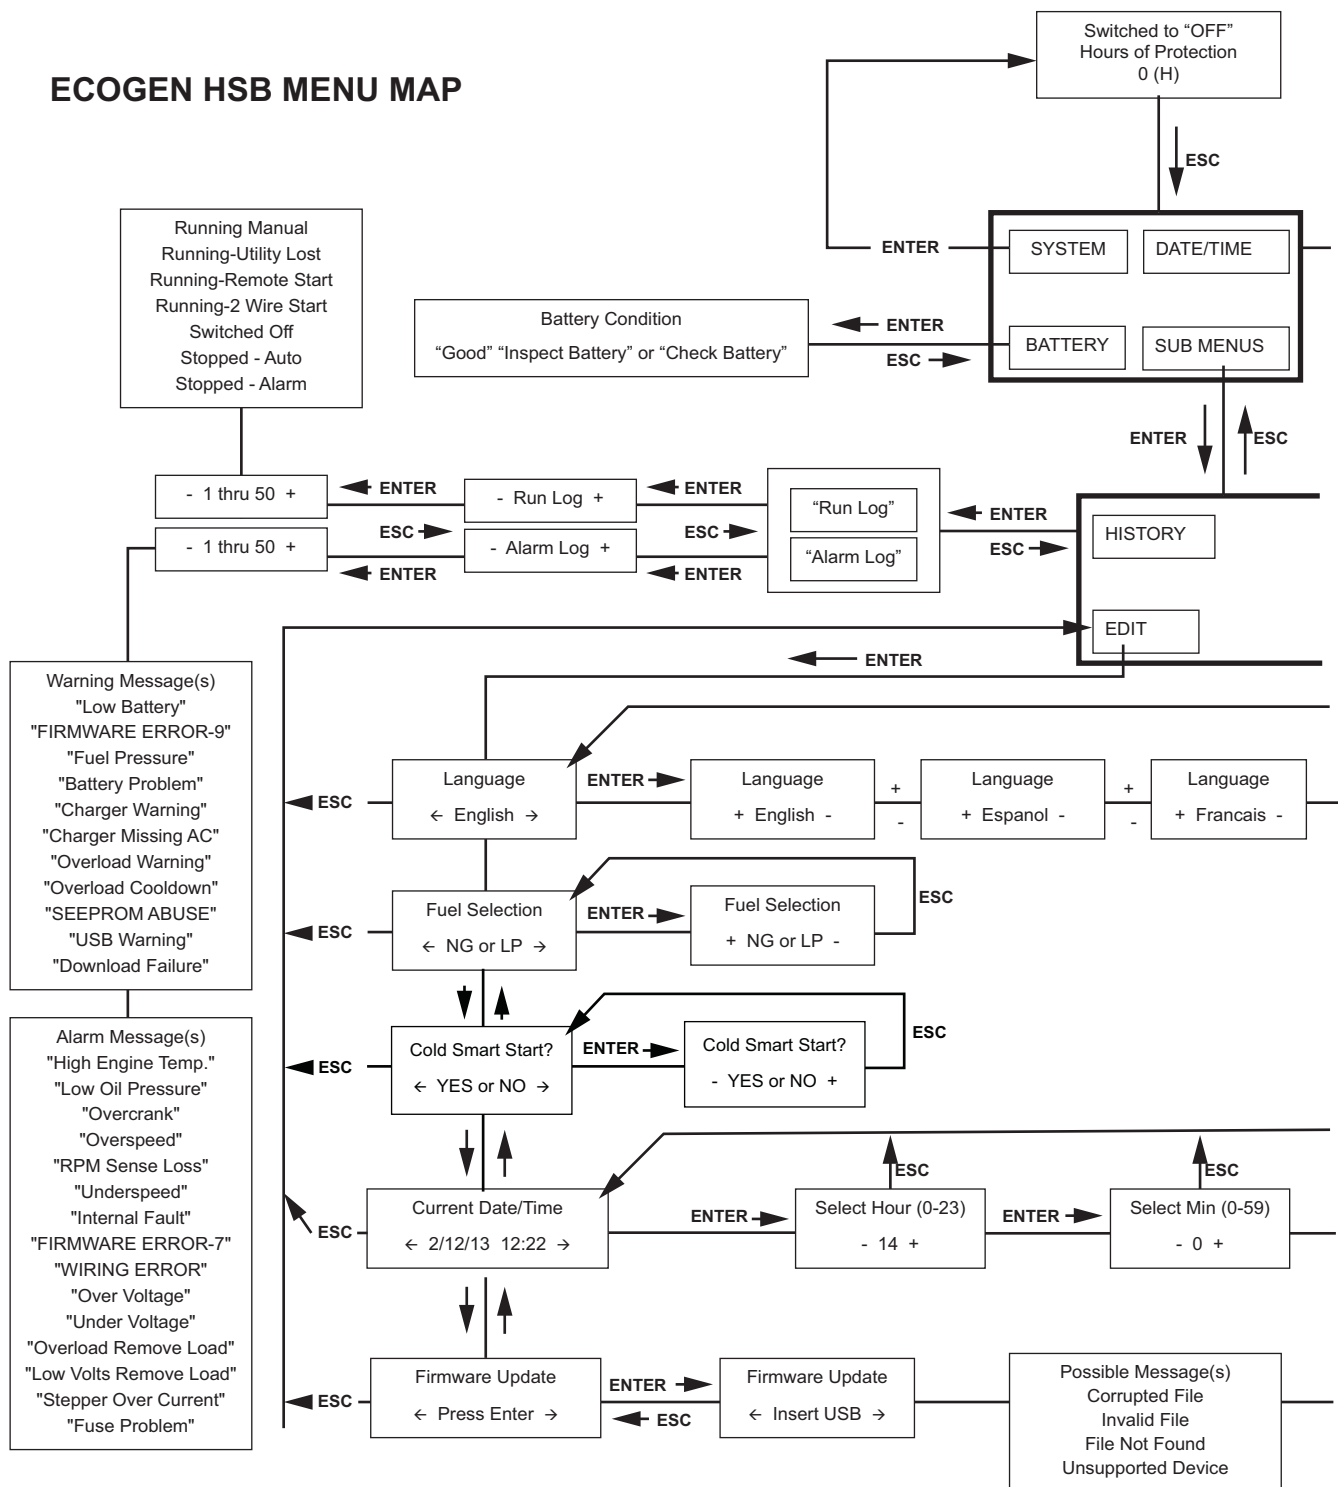 ECOGEN HSB MENU MAP
Switched to “OFF”
Hours of Protection
0 (H)
ESC
SYSTEM
DATE/TIME
ENTER
BATTERY
SUB MENUS
Battery Condition
“Good” “Inspect Battery” or “Check Battery”
ENTER
ESC
Running Manual
Running-Utility Lost
Running-Remote Start
Running-2 Wire Start
Switched Off
Stopped - Auto
Stopped - Alarm
ENTER
ESC
- 1 thru 50 +
ENTER
- Run Log +
ENTER
“Run Log”
ENTER
HISTORY
- 1 thru 50 +
ESC
- Alarm Log +
ESC
“Alarm Log”
ESC
ENTER
ENTER
EDIT
ENTER
Warning Message(s)
"Low Battery"
"FIRMWARE ERROR-9"
"Fuel Pressure"
"Battery Problem"
"Charger Warning"
"Charger Missing AC"
"Overload Warning"
"Overload Cooldown"
"SEEPROM ABUSE"
"USB Warning"
"Download Failure"
Alarm Message(s)
"High Engine Temp."
"Low Oil Pressure"
"Overcrank"
"Overspeed"
"RPM Sense Loss"
"Underspeed"
"Internal Fault"
"FIRMWARE ERROR-7"
"WIRING ERROR"
"Over Voltage"
"Under Voltage"
"Overload Remove Load"
"Low Volts Remove Load"
"Stepper Over Current"
"Fuse Problem"
ESC
Language
← English →
ENTER
Language
+ English -
+
-
Language
+ Espanol -
+
-
Language
+ Francais -
ESC
Fuel Selection
← NG or LP →
ENTER
Fuel Selection
+ NG or LP -
ESC
ESC
Cold Smart Start?
← YES or NO →
ENTER
Cold Smart Start?
- YES or NO +
ESC
ESC
Current Date/Time
← 2/12/13 12:22 →
ENTER
Select Hour (0-23)
- 14 +
ESC
ENTER
Select Min (0-59)
- 0 +
ESC
ESC
Firmware Update
← Press Enter →
ENTER
ESC
Firmware Update
← Insert USB →
Possible Message(s)
Corrupted File
Invalid File
File Not Found
Unsupported Device